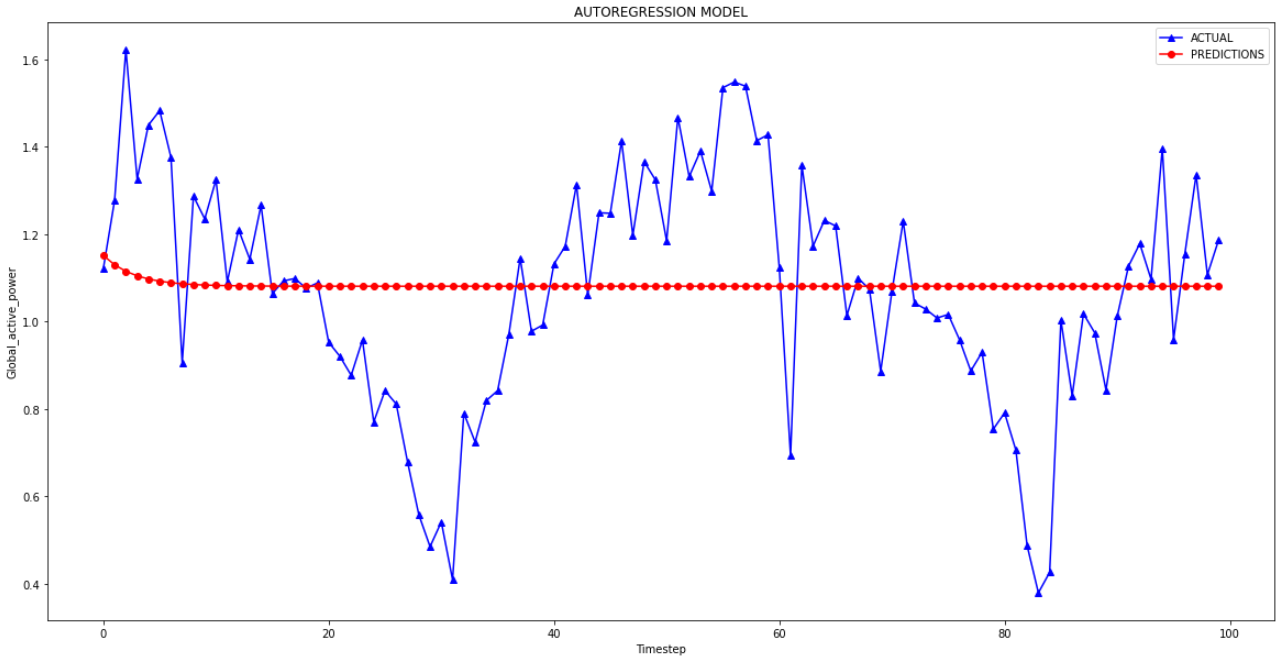 AUTOREGRESSION MODEL
ACTUAL
PREDICTIONS
1.6
1.4
1.2
1.0
0.8
0.6
0.4
Global_active_power
0
20
40
60
80
100
Timestep